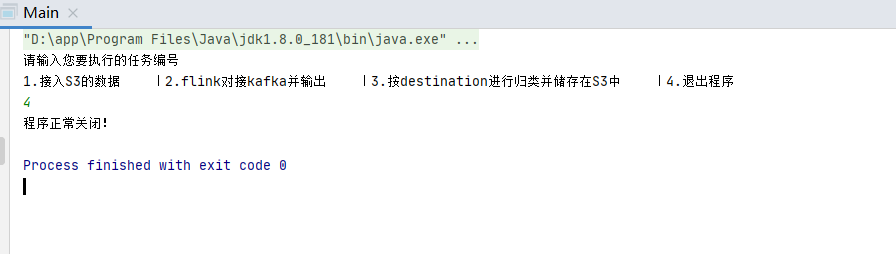 Main
"D:\app\Program Files\Java\jdk1.8.0_181\bin\java.exe" ...
请输入您要执行的任务编号
1.接入S3的数据 |2.flink对接kafka并输出 |3.按destination进行归类并储存在S3中 |4.退出程序
4
程序正常关闭!
Process finished with exit code 0